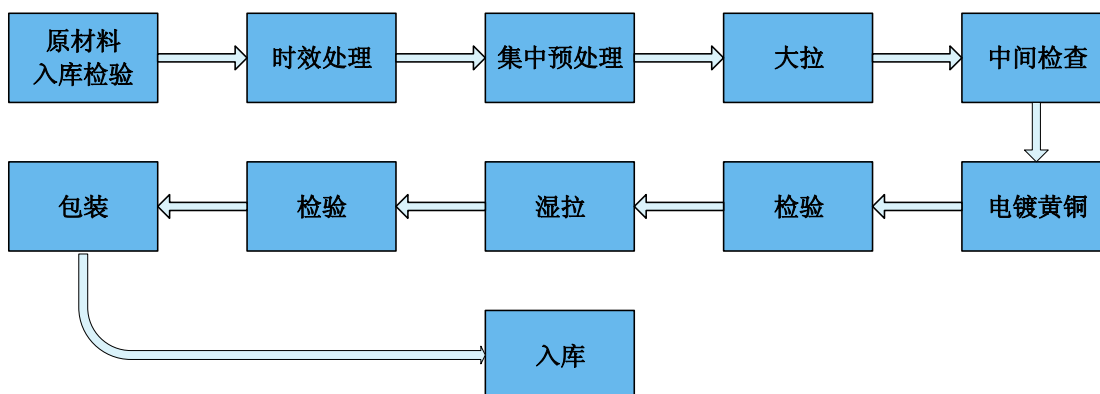 原材料
入库检验
时效处理
集中预处理
大拉
中间检查
电镀黄铜
检验
湿拉
检验
包装
入库